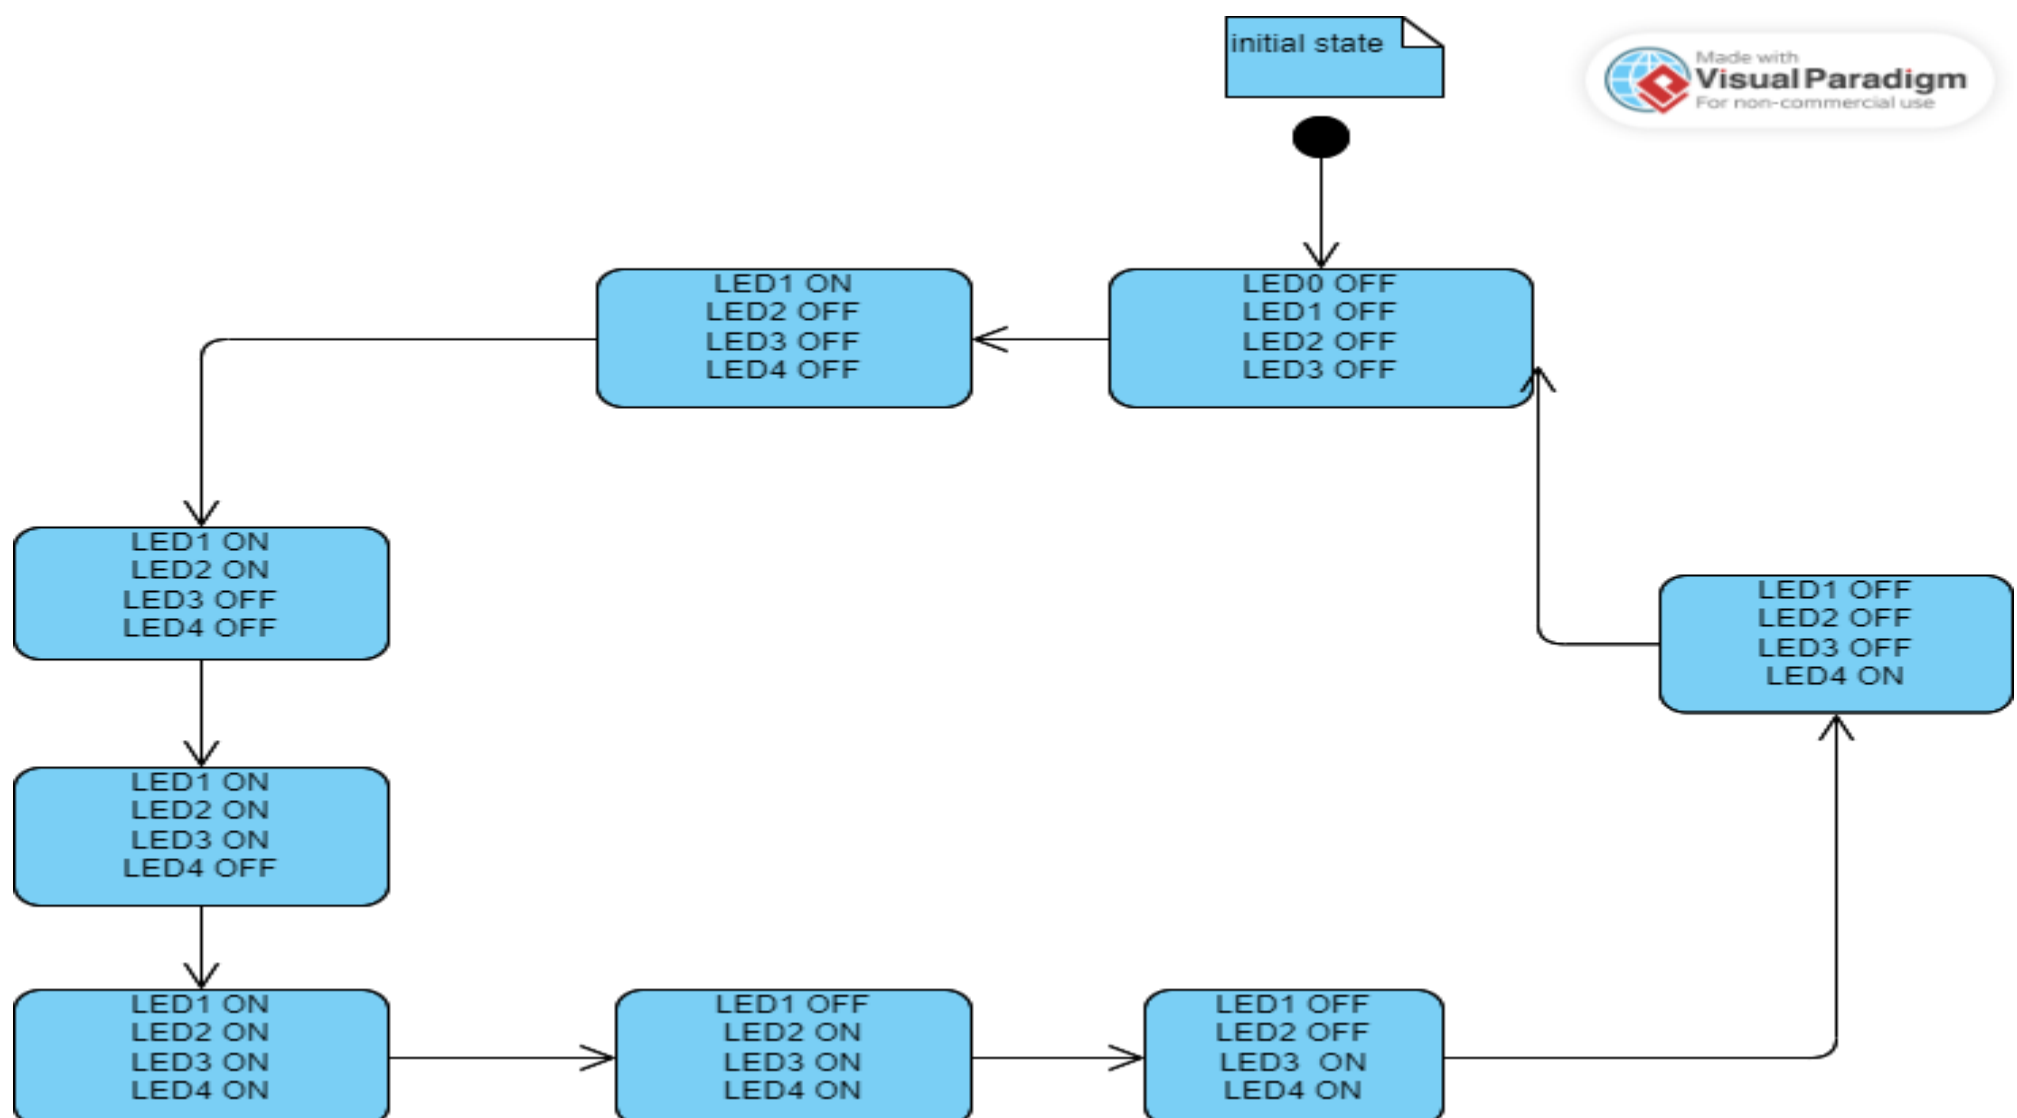 initial state
Made with
Visual Paradigm
For non-commercial use
LED1 ON
LED2 OFF
LED3 OFF
LED4 OFF
LED0 OFF
LED1 OFF
LED2 OFF
LED3 OFF
LED1 ON
LED2 ON
LED3 OFF
LED4 OFF
LED1 OFF
LED2 OFF
LED3 OFF
LED4 ON
LED1 ON
LED2 ON
LED3 ON
LED4 OFF
LED1 ON
LED2 ON
LED3 ON
LED4 ON
LED1 OFF
LED2 ON
LED3 ON
LED4 ON
LED1 OFF
LED2 OFF
LED3 ON
LED4 ON